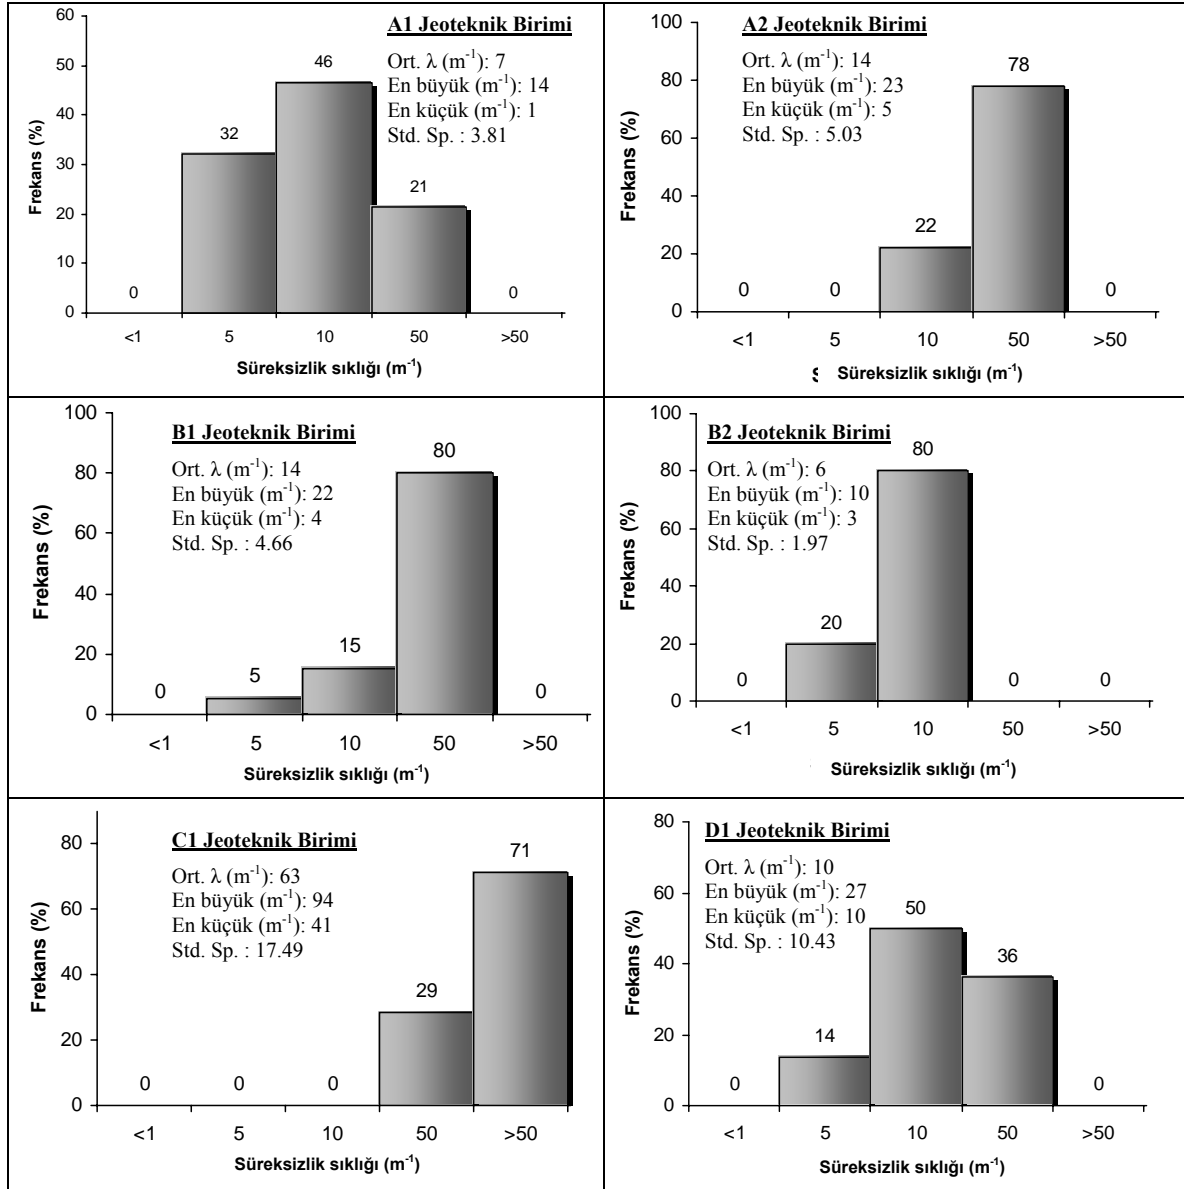 A1 Jeoteknik Birimi
Ort. λ (m-1): 7
En büyük (m-1): 14
En küçük (m-1): 1
Std. Sp. : 3.81
Frekans (%)
60
50
40
30
20
10
0
0
32
46
21
0
<1
5
10
50
>50
Süreksizlik sıklığı (m-1)
A2 Jeoteknik Birimi
Ort. λ (m-1): 14
En büyük (m-1): 23
En küçük (m-1): 5
Std. Sp. : 5.03
Frekans (%)
100
80
60
40
20
0
0
0
22
78
0
<1
5
10
50
>50
Süreksizlik sıklığı (m-1)
B1 Jeoteknik Birimi
Ort. λ (m-1): 14
En büyük (m-1): 22
En küçük (m-1): 4
Std. Sp. : 4.66
Frekans (%)
100
80
60
40
20
0
0
5
15
80
0
<1
5
10
50
>50
Süreksizlik sıklığı (m-1)
B2 Jeoteknik Birimi
Ort. λ (m-1): 6
En büyük (m-1): 10
En küçük (m-1): 3
Std. Sp. : 1.97
Frekans (%)
100
80
60
40
20
0
0
20
80
0
0
<1
5
10
50
>50
Süreksizlik sıklığı (m-1)
C1 Jeoteknik Birimi
Ort. λ (m-1): 63
En büyük (m-1): 94
En küçük (m-1): 41
Std. Sp. : 17.49
Frekans (%)
80
60
40
20
0
0
0
0
29
71
<1
5
10
50
>50
Süreksizlik sıklığı (m-1)
D1 Jeoteknik Birimi
Ort. λ (m-1): 10
En büyük (m-1): 27
En küçük (m-1): 10
Std. Sp. : 10.43
Frekans (%)
80
60
40
20
0
0
14
50
36
0
<1
5
10
50
>50
Süreksizlik sıklığı (m-1)